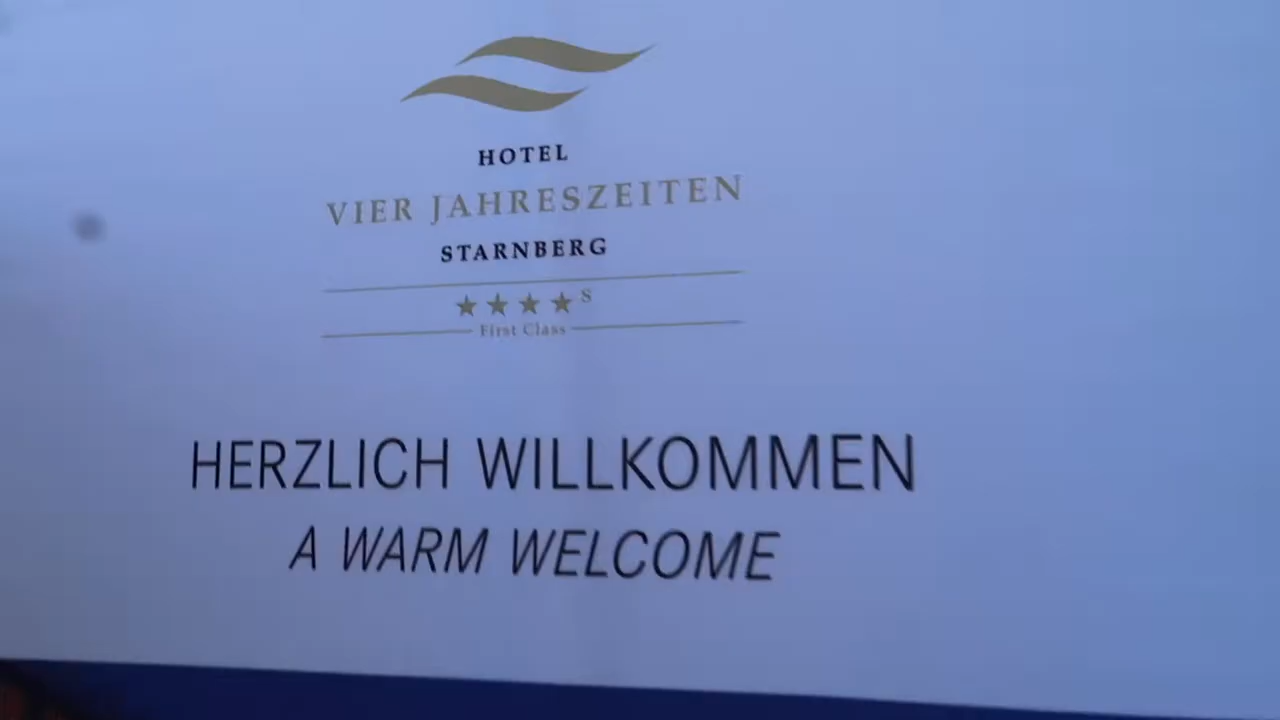 HOTEL
VIER JAHRESZEITEN
STARNBERG
★★★★S
First Class
HERZLICH WILLKOMMEN
A WARM WELCOME